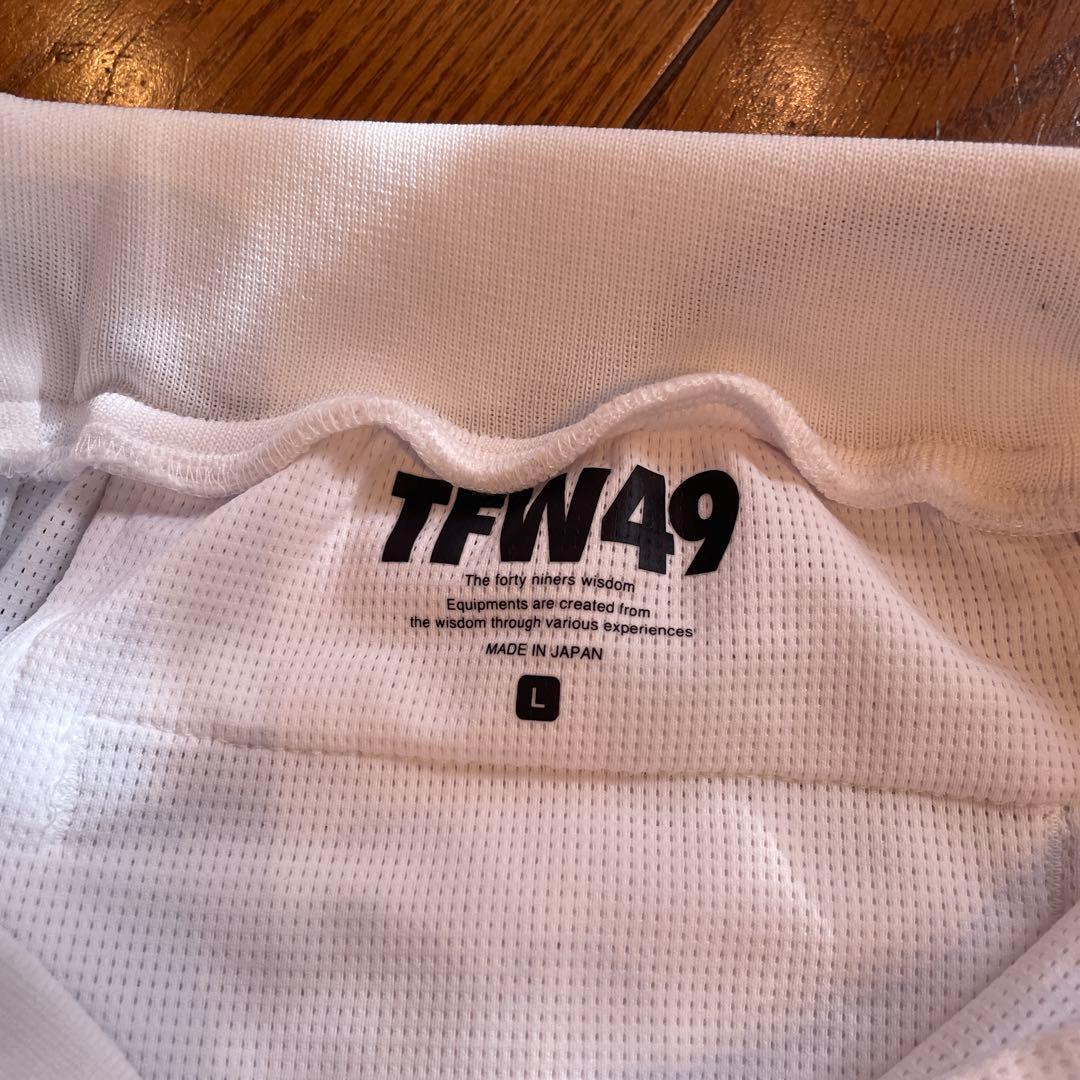 TFW49
The forty niners wisdom
Equipments are created from
the wisdom through various experiences
MADE IN JAPAN
L